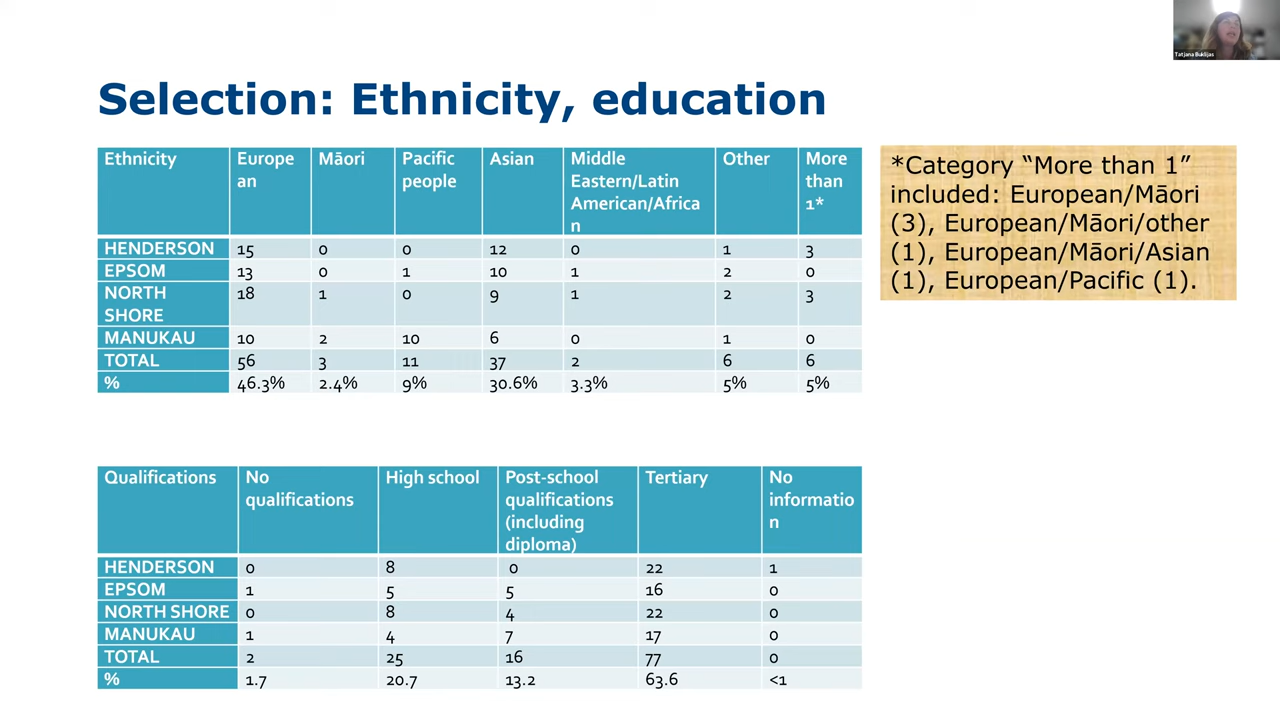 Tatjana Buklijas
Selection: Ethnicity, education
Ethnicity Europe Māori Pacific Asian Middle Other More
an people Eastern/Latin than
American/Africa 1*
n
HENDERSON 15 0 0 12 0 1 3
EPSOM 13 0 1 10 1 2 0
NORTH 18 1 0 9 1 2 3
SHORE
MANUKAU 10 2 10 6 0 1 0
TOTAL 56 3 11 37 2 6 6
% 46.3% 2.4% 9% 30.6% 3.3% 5% 5%
*Category “More than 1”
included: European/Māori
(3), European/Māori/other
(1), European/Māori/Asian
(1), European/Pacific (1).
Qualifications No High school Post-school Tertiary No
qualifications qualifications informatio
(including n
diploma)
HENDERSON 0 8 0 22 1
EPSOM 1 5 5 16 0
NORTH SHORE 0 8 4 22 0
MANUKAU 1 4 7 17 0
TOTAL 2 25 16 77 0
% 1.7 20.7 13.2 63.6 <1